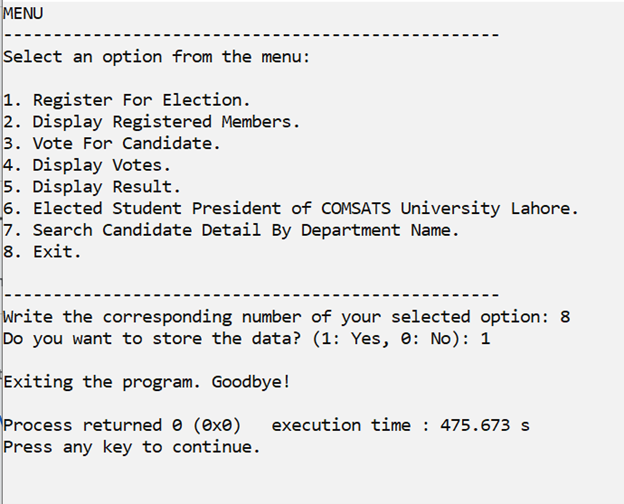 MENU
--------------------------------------------------
Select an option from the menu:
1. Register For Election.
2. Display Registered Members.
3. Vote For Candidate.
4. Display Votes.
5. Display Result.
6. Elected Student President of COMSATS University Lahore.
7. Search Candidate Detail By Department Name.
8. Exit.
--------------------------------------------------
Write the corresponding number of your selected option: 8
Do you want to store the data? (1: Yes, 0: No): 1
Exiting the program. Goodbye!
Process returned 0 (0x0)   execution time : 475.673 s
Press any key to continue.